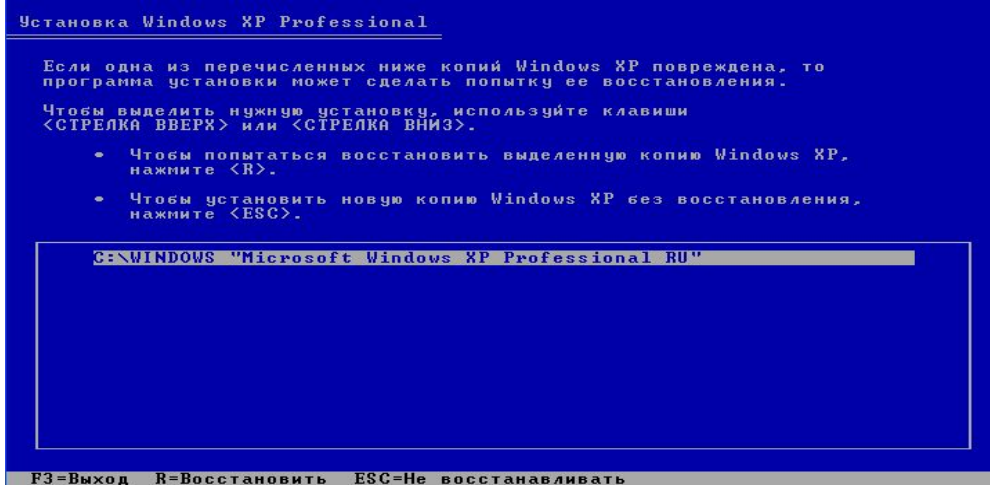 Установка Windows XP Professional
Если одна из перечисленных ниже копий Windows XP повреждена, то
программа установки может сделать попытку ее восстановления.
Чтобы выделить нужную установку, используйте клавиши
<СТРЕЛКА ВВЕРХ> или <СТРЕЛКА ВНИЗ>.
• Чтобы попытаться восстановить выделенную копию Windows XP,
нажмите <R>.
• Чтобы установить новую копию Windows XP без восстановления,
нажмите <ESC>.
C:\WINDOWS "Microsoft Windows XP Professional RU"
F3=Выход R=Восстановить ESC=Не восстанавливать